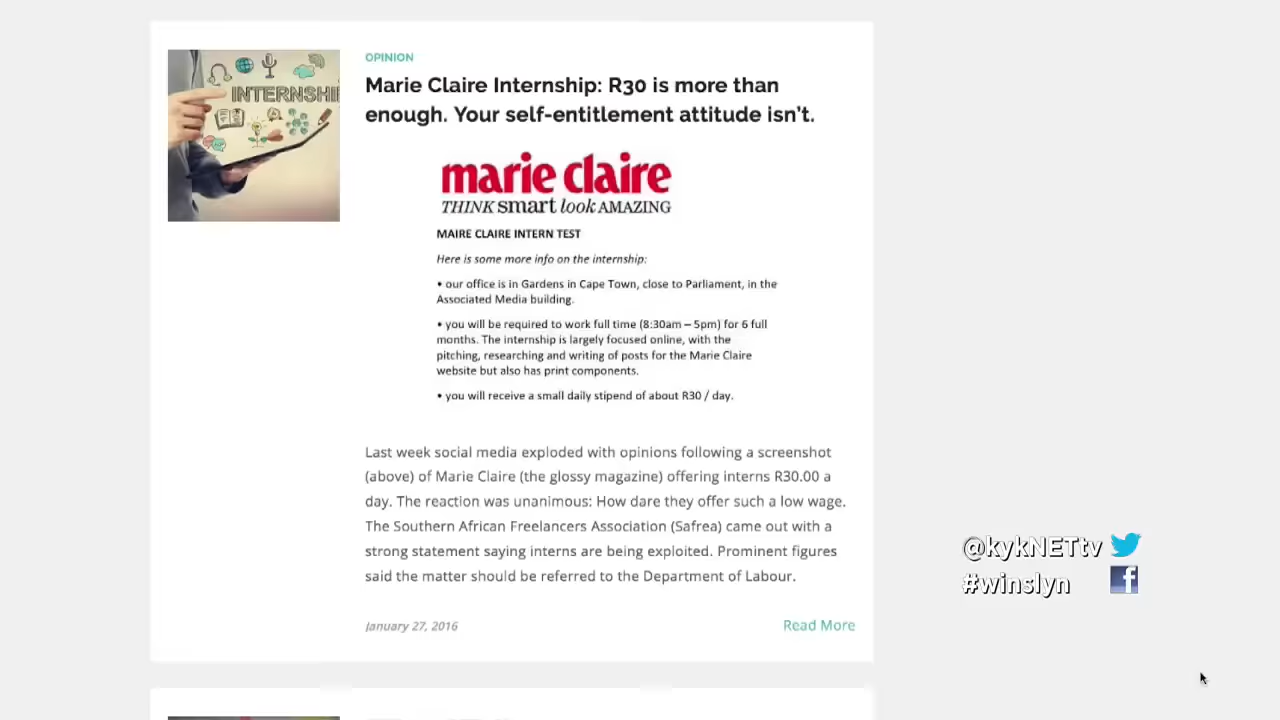 OPINION
Marie Claire Internship: R30 is more than
enough. Your self-entitlement attitude isn't.
INTERNSHI
marie claire
THINK smart look AMAZING
MAIRE CLAIRE INTERN TEST
Here is some more info on the internship:
• our office is in Gardens in Cape Town, close to Parliament, in the
Associated Media building.
• you will be required to work full time (8:30am – 5pm) for 6 full
months. The internship is largely focused online, with the
pitching, researching and writing of posts for the Marie Claire
website but also has print components.
• you will receive a small daily stipend of about R30 / day.
Last week social media exploded with opinions following a screenshot
(above) of Marie Claire (the glossy magazine) offering interns R30.00 a
day. The reaction was unanimous: How dare they offer such a low wage.
The Southern African Freelancers Association (Safrea) came out with a
strong statement saying interns are being exploited. Prominent figures
said the matter should be referred to the Department of Labour.
@kykNETtv
#winslyn
January 27, 2016
Read More